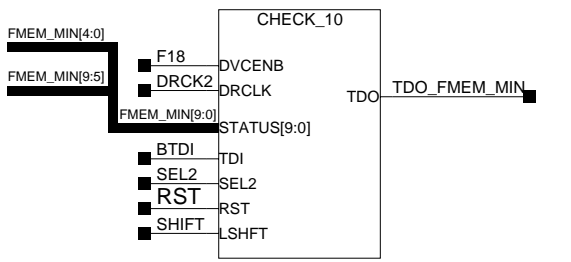 CHECK_10
FMEM_MIN[4:0]
F18
DVCENB
FMEM_MIN[9:5]
DRCK2
DRCLK
TDO
TDO_FMEM_MIN
FMEM_MIN[9:0]
STATUS[9:0]
BTDI
TDI
SEL2
SEL2
RST
RST
SHIFT
LSHFT